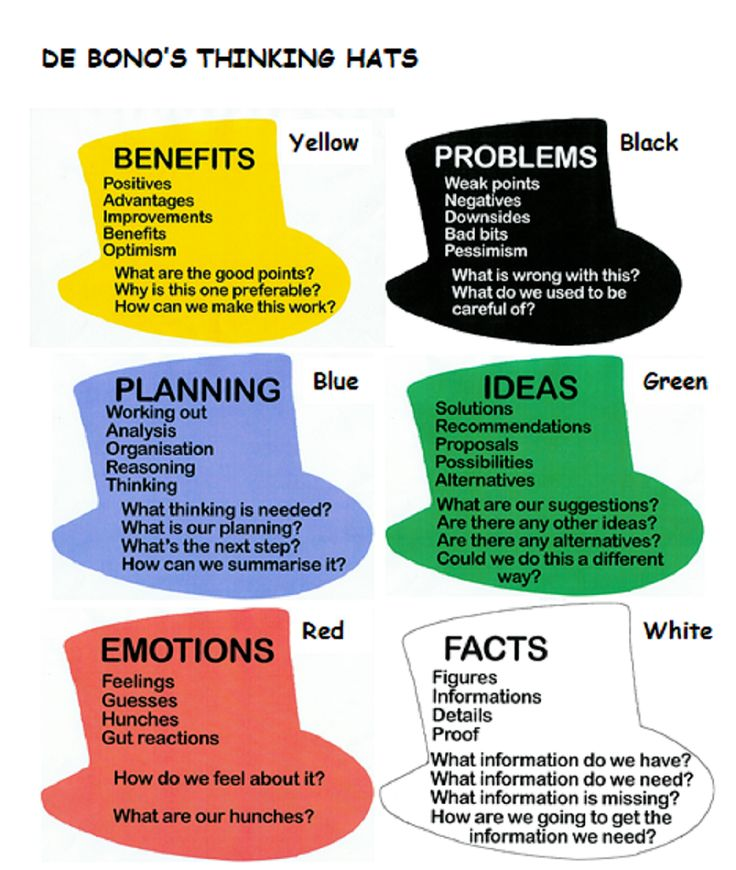 DE BONO'S THINKING HATS
Yellow
BENEFITS
Positives
Advantages
Improvements
Benefits
Optimism
What are the good points?
Why is this one preferable?
How can we make this work?
Black
PROBLEMS
Weak points
Negatives
Downsides
Bad bits
Pessimism
What is wrong with this?
What do we used to be
careful of?
Blue
PLANNING
Working out
Analysis
Organisation
Reasoning
Thinking
What thinking is needed?
What is our planning?
What's the next step?
How can we summarise it?
Green
IDEAS
Solutions
Recommendations
Proposals
Possibilities
Alternatives
What are our suggestions?
Are there any other ideas?
Are there any alternatives?
Could we do this a different
way?
Red
EMOTIONS
Feelings
Guesses
Hunches
Gut reactions
How do we feel about it?
What are our hunches?
White
FACTS
Figures
Informations
Details
Proof
What information do we have?
What information do we need?
What information is missing?
How are we going to get the
information we need?